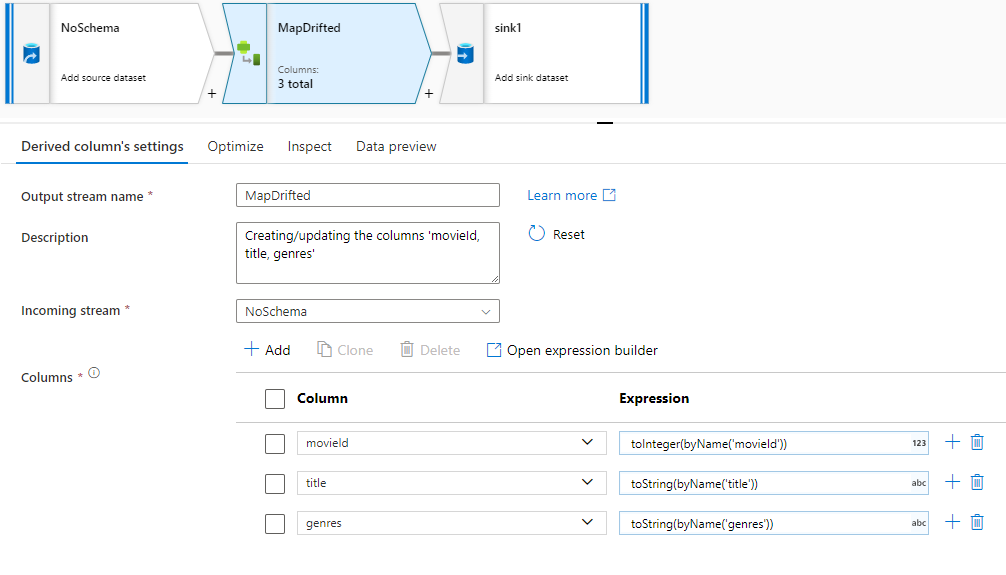 NoSchema
Add source dataset
+
MapDrifted
Columns:
3 total
+
sink1
Add sink dataset
Derived column's settings
Optimize
Inspect
Data preview
Output stream name *
MapDrifted
Learn more
Description
Creating/updating the columns 'movieId,
title, genres'
Reset
Incoming stream *
NoSchema
Add
Clone
Delete
Open expression builder
Columns *
Column
Expression
movieId
toInteger(byName('movieId'))
123
title
toString(byName('title'))
abc
genres
toString(byName('genres'))
abc